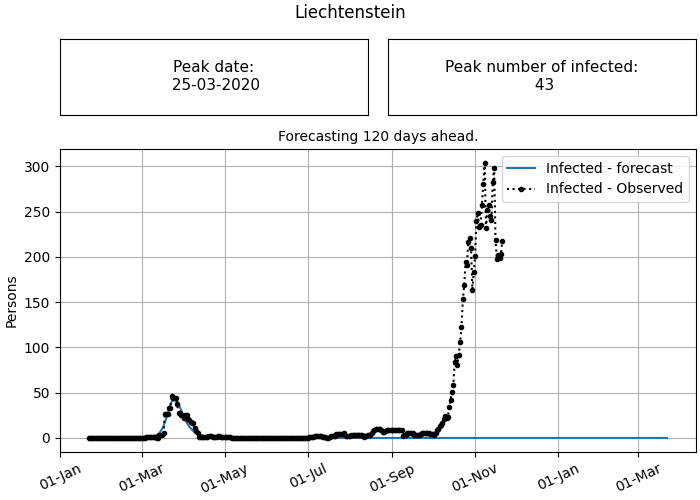 Liechtenstein
Peak date:
25-03-2020
Peak number of infected:
43
Forecasting 120 days ahead.
Infected - forecast
Infected - Observed
Persons
300
250
200
150
100
50
0
01-Jan
01-Mar
01-May
01-Jul
01-Sep
01-Nov
01-Jan
01-Mar